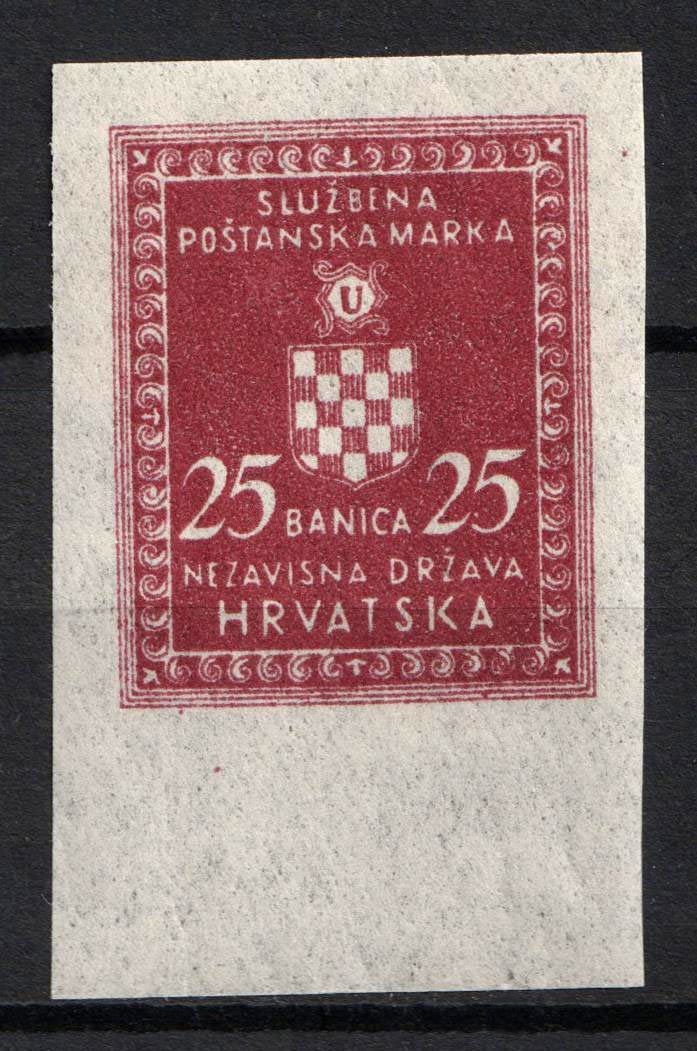 SLUŽBENA
POŠTANSKA MARKA
U
25 BANICA 25
NEZAVISNA DRŽAVA
HRVATSKA